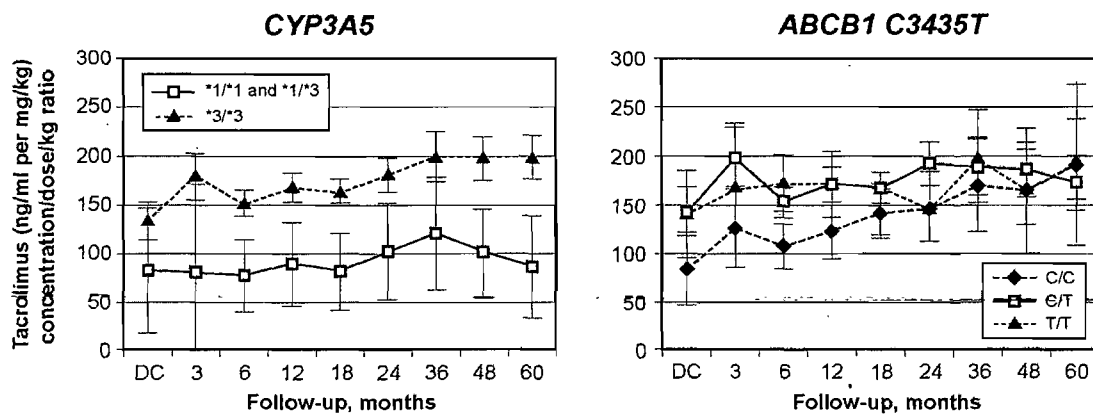 CYP3A5
ABCB1 C3435T
Tacrolimus (ng/ml per mg/kg)
concentration/dose/kg ratio
300
250
200
150
100
50
0
*1/*1 and *1/*3
*3/*3
DC 3 6 12 18 24 36 48 60
Follow-up, months
300
250
200
150
100
50
0
C/C
C/T
T/T
DC 3 6 12 18 24 36 48 60
Follow-up, months